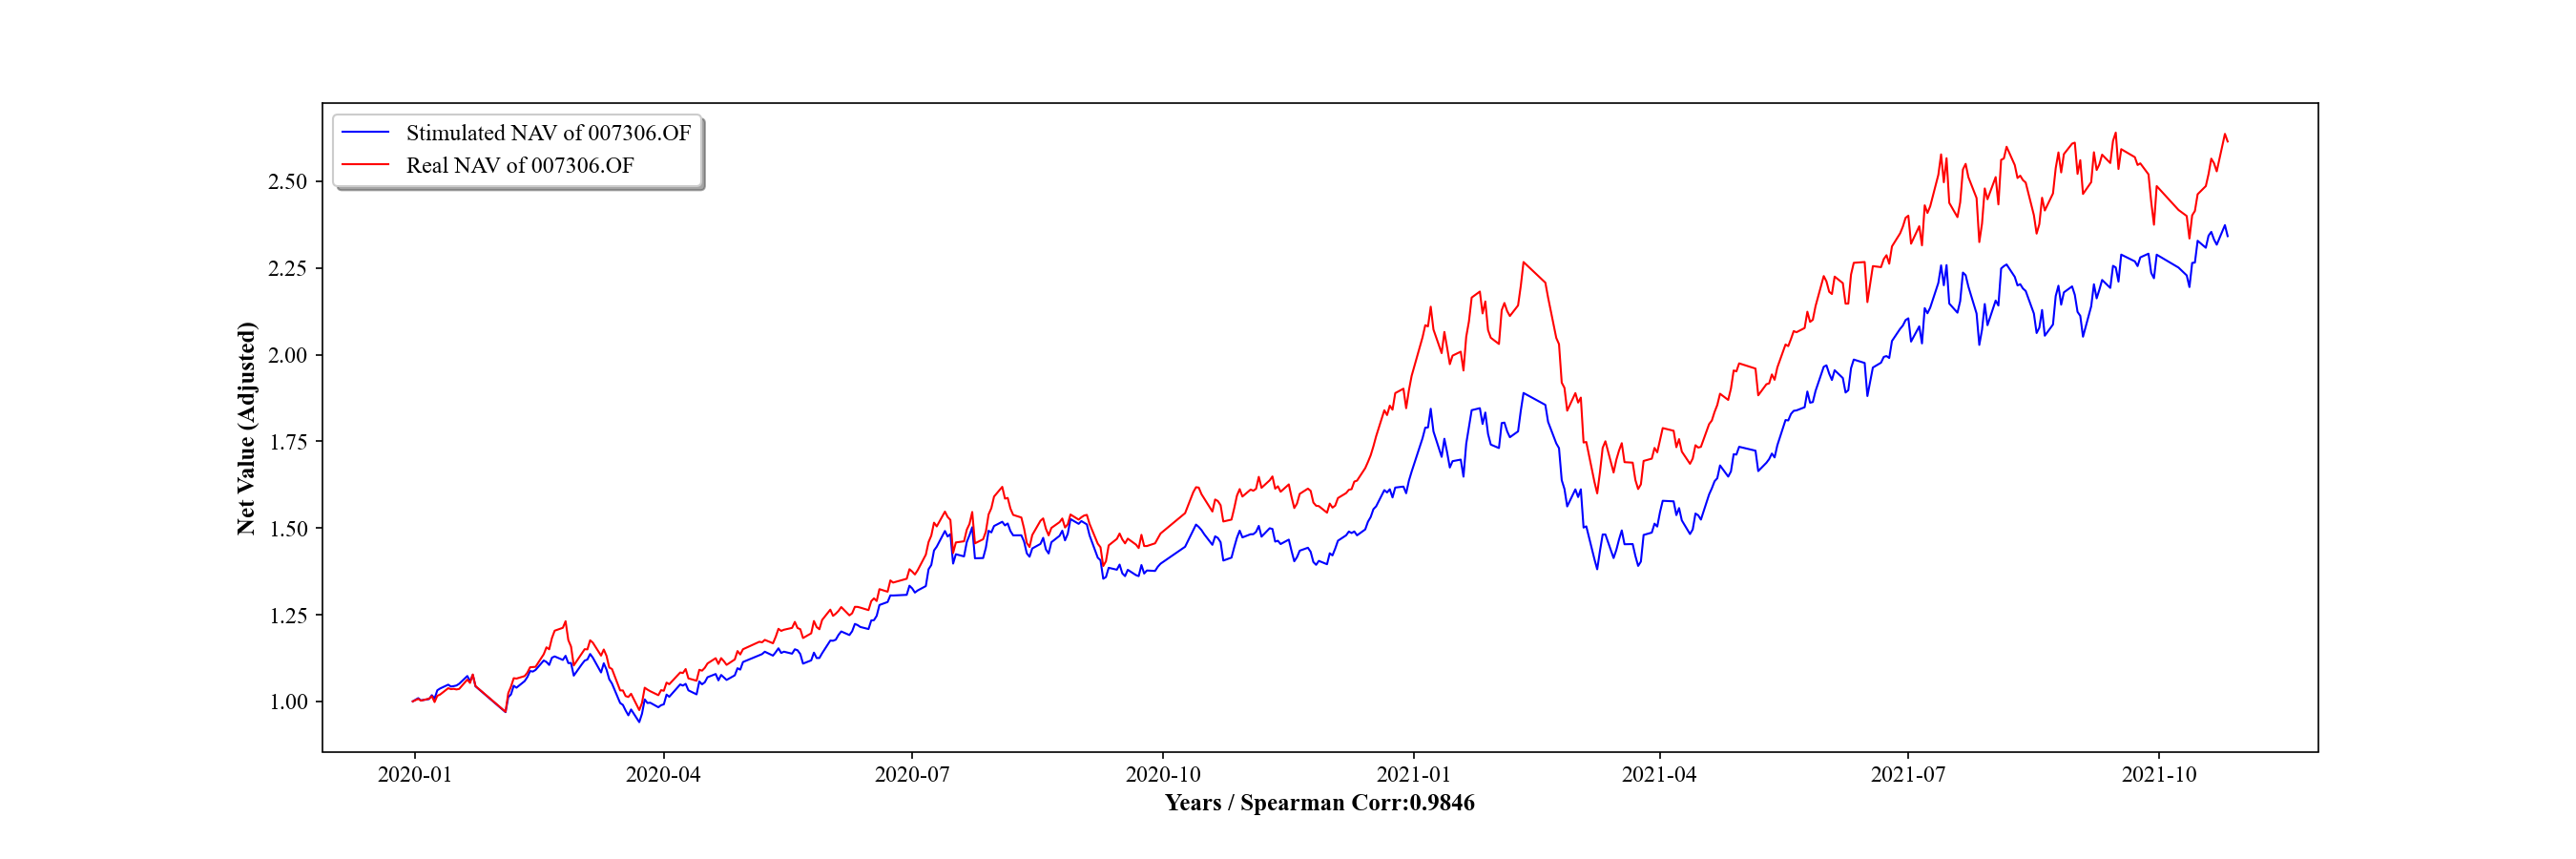 Stimulated NAV of 007306.OF
Real NAV of 007306.OF
Net Value (Adjusted)
2.50
2.25
2.00
1.75
1.50
1.25
1.00
2020-01 2020-04 2020-07 2020-10 2021-01 2021-04 2021-07 2021-10
Years / Spearman Corr:0.9846